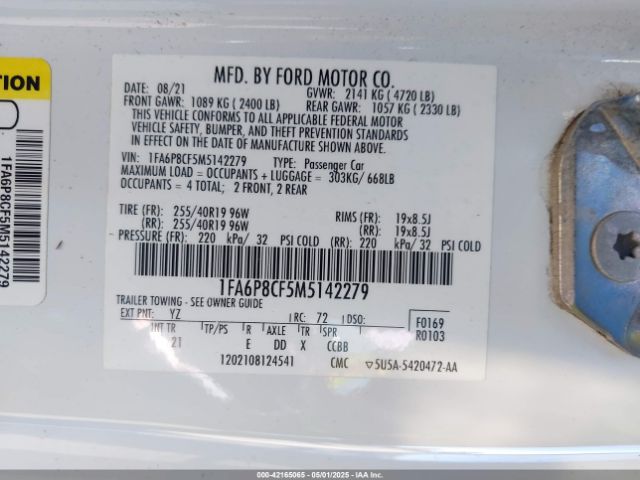 MFD. BY FORD MOTOR CO.
DATE: 08/21 GVWR: 2141 KG ( 4720 LB)
FRONT GAWR: 1089 KG ( 2400 LB) REAR GAWR: 1057 KG ( 2330 LB)
THIS VEHICLE CONFORMS TO ALL APPLICABLE FEDERAL MOTOR
VEHICLE SAFETY, BUMPER, AND THEFT PREVENTION STANDARDS
IN EFFECT ON THE DATE OF MANUFACTURE SHOWN ABOVE.
VIN: 1FA6P8CF5M5142279 TYPE: Passenger Car
MAXIMUM LOAD = OCCUPANTS + LUGGAGE = 303KG/ 668LB
OCCUPANTS = 4 TOTAL; 2 FRONT, 2 REAR
TIRE (FR): 255/40R19 96W RIMS (FR): 19x8.5J
(RR): 255/40R19 96W (RR): 19x8.5J
PRESSURE (FR): 220 kPa/ 32 PSI COLD (RR): 220 kPa/ 32 PSI COLD
1FA6P8CF5M5142279
TRAILER TOWING - SEE OWNER GUIDE
EXT PNT: YZ RC: 72 DSO: F0169
INT TR TP/PS R AXLE TR SPR R0103
21 E DD X CCBB
1202108124541 CMC 5U5A-5420472-AA
1FA6P8CF5M5142279
000-42165065 - 05/01/2025 - IAAI.COM